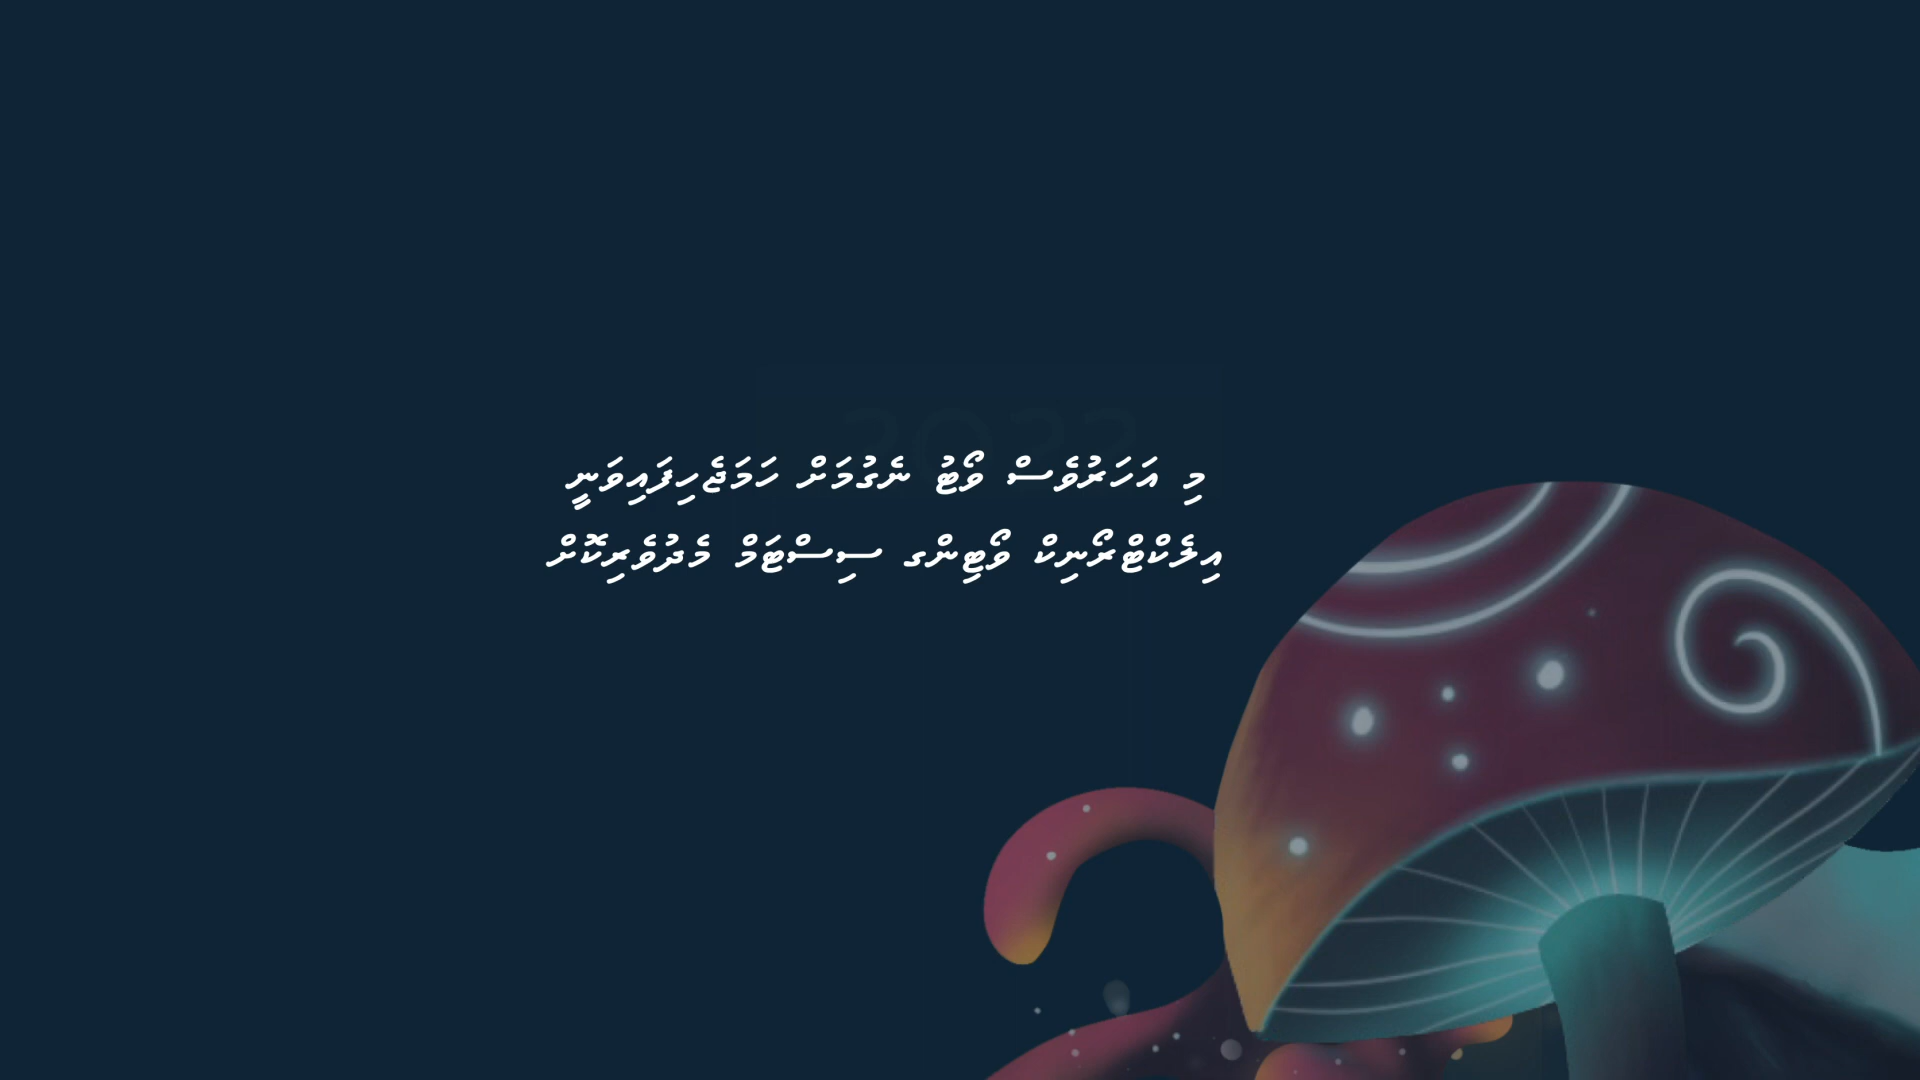 މި އަހަރުވެސް ވޯޓު ނެގުމަށް ހަމަޖެހިފައިވަނީ
އިލެކްޓްރޯނިކް ވޯޓިންގ ސިސްޓަމް މެދުވެރިކޮށް